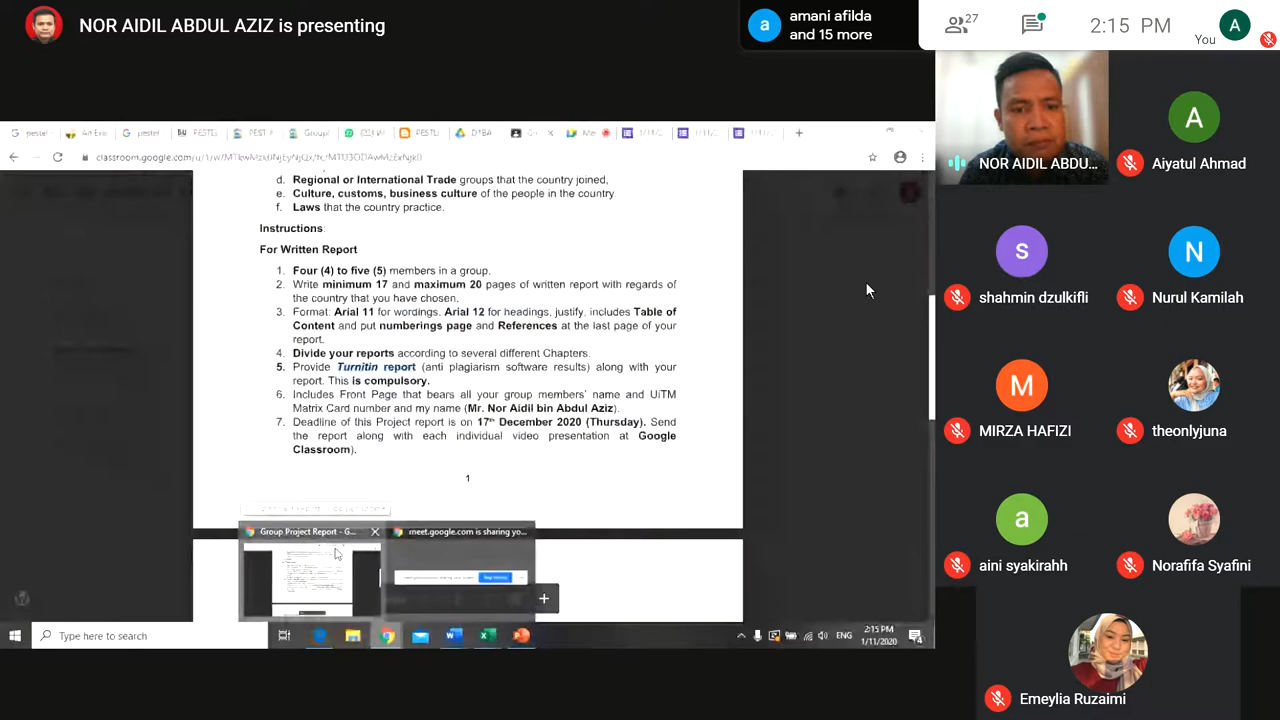 NOR AIDIL ABDUL AZIZ is presenting
a
amani afilda
and 15 more
27
2:15 PM
You
A
classroom.google.com
d. Regional or International Trade groups that the country joined,
e. Culture, customs, business culture of the people in the country
f. Laws that the country practice.
Instructions:
For Written Report
1. Four (4) to five (5) members in a group.
2. Write minimum 17 and maximum 20 pages of written report with regards of
the country that you have chosen.
3. Format: Arial 11 for wordings, Arial 12 for headings, justify, includes Table of
Content and put numberings page and References at the last page of your
report.
4. Divide your reports according to several different Chapters.
5. Provide Turnitin report (anti plagiarism software results) along with your
report. This is compulsory.
6. Includes Front Page that bears all your group members' name and UiTM
Matrix Card number and my name (Mr. Nor Aidil bin Abdul Aziz).
7. Deadline of this Project report is on 17th December 2020 (Thursday). Send
the report along with each individual video presentation at Google
Classroom).
1
Group Project Report - G...
meet.google.com is sharing yo...
Type here to search
ENG
2:15 PM
1/11/2020
NOR AIDIL ABDU...
A
Aiyatul Ahmad
s
shahmin dzulkifli
N
Nurul Kamilah
M
MIRZA HAFIZI
theonlyjuna
a
aini syakirahh
Norafifa Syafini
Emeylia Ruzaimi